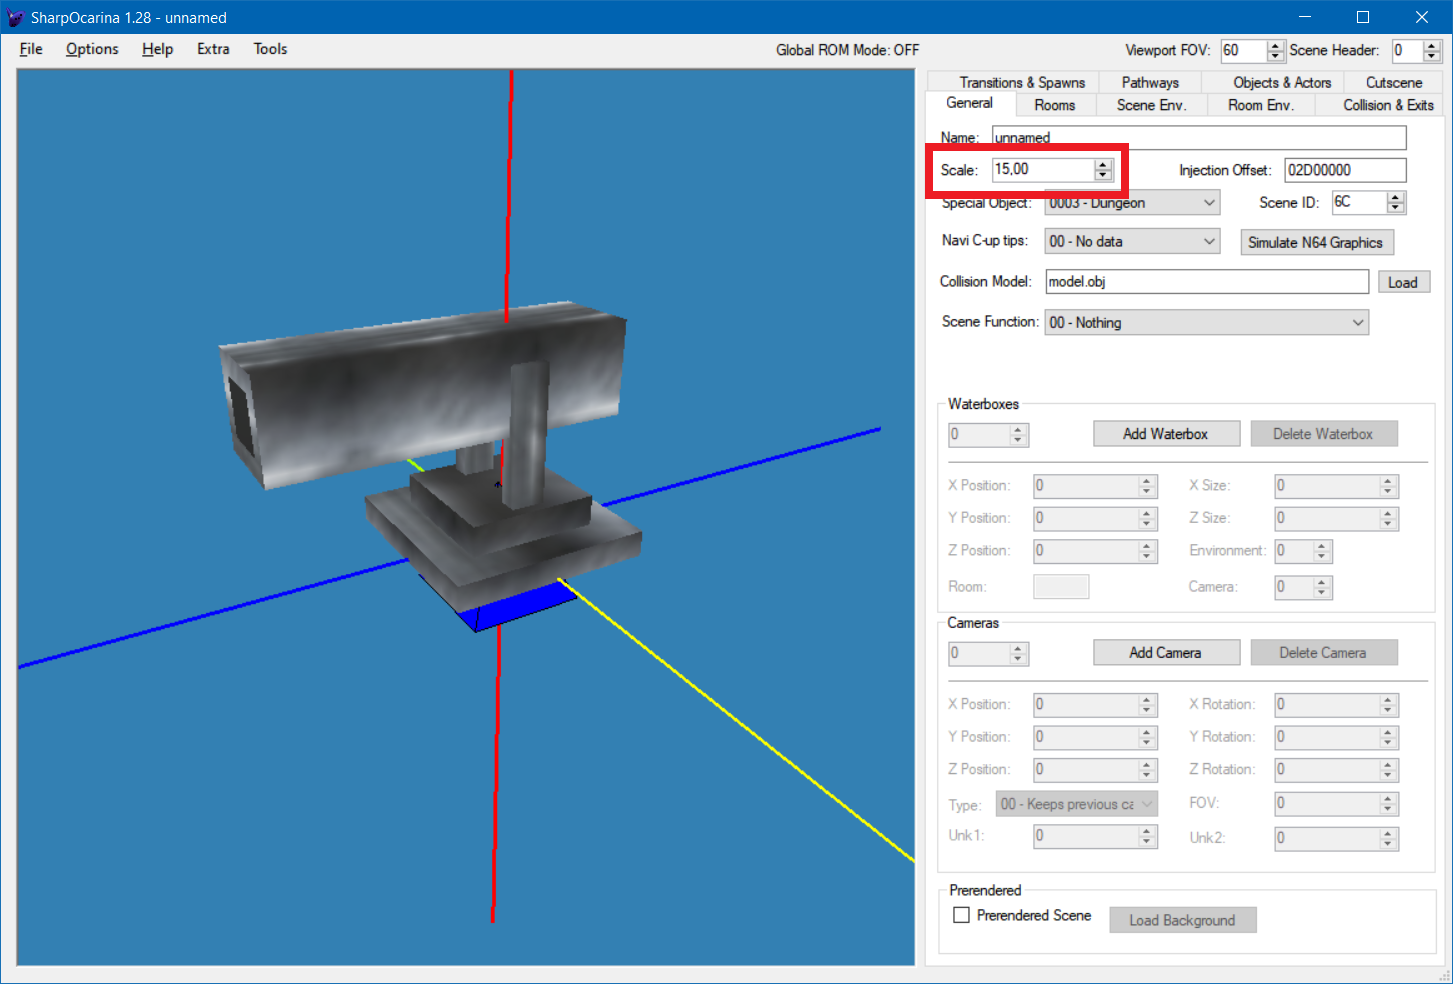 SharpOcarina 1.28 - unnamed
File Options Help Extra Tools Global ROM Mode: OFF Viewport FOV: 60 Scene Header: 0
Transitions & Spawns Pathways Objects & Actors Cutscene
General Rooms Scene Env. Room Env. Collision & Exits
Name: unnamed
Scale: 15,00 Injection Offset: 02D00000
Special Object: 0003 - Dungeon Scene ID: 6C
Navi C-up tips: 00 - No data Simulate N64 Graphics
Collision Model: model.obj Load
Scene Function: 00 - Nothing
Waterboxes
0 Add Waterbox Delete Waterbox
X Position: 0 X Size: 0
Y Position: 0 Z Size: 0
Z Position: 0 Environment: 0
Room: Camera: 0
Cameras
0 Add Camera Delete Camera
X Position: 0 X Rotation: 0
Y Position: 0 Y Rotation: 0
Z Position: 0 Z Rotation: 0
Type: 00 - Keeps previous ca FOV: 0
Unk1: 0 Unk2: 0
Prerendered
Prerendered Scene Load Background